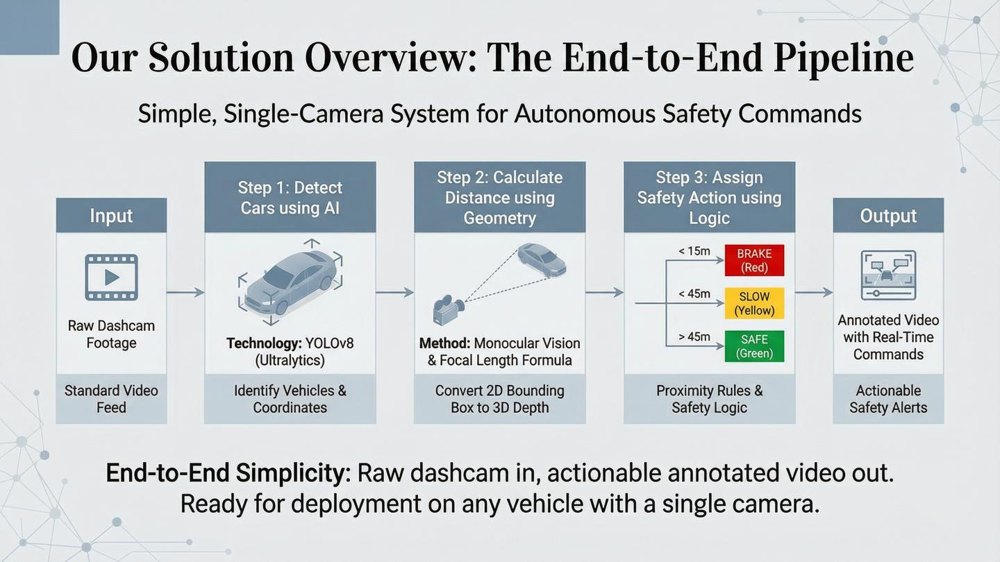 Our Solution Overview: The End-to-End Pipeline
Simple, Single-Camera System for Autonomous Safety Commands
Input
Raw Dashcam
Footage
Standard Video
Feed
Step 1: Detect
Cars using AI
Technology: YOLOv8
(Ultralytics)
Identify Vehicles &
Coordinates
Step 2: Calculate
Distance using
Geometry
Method: Monocular Vision
& Focal Length Formula
Convert 2D Bounding
Box to 3D Depth
Step 3: Assign
Safety Action using
Logic
< 15m
BRAKE
(Red)
< 45m
SLOW
(Yellow)
> 45m
SAFE
(Green)
Proximity Rules &
Safety Logic
Output
Annotated Video
with Real-Time
Commands
Actionable
Safety Alerts
End-to-End Simplicity: Raw dashcam in, actionable annotated video out.
Ready for deployment on any vehicle with a single camera.